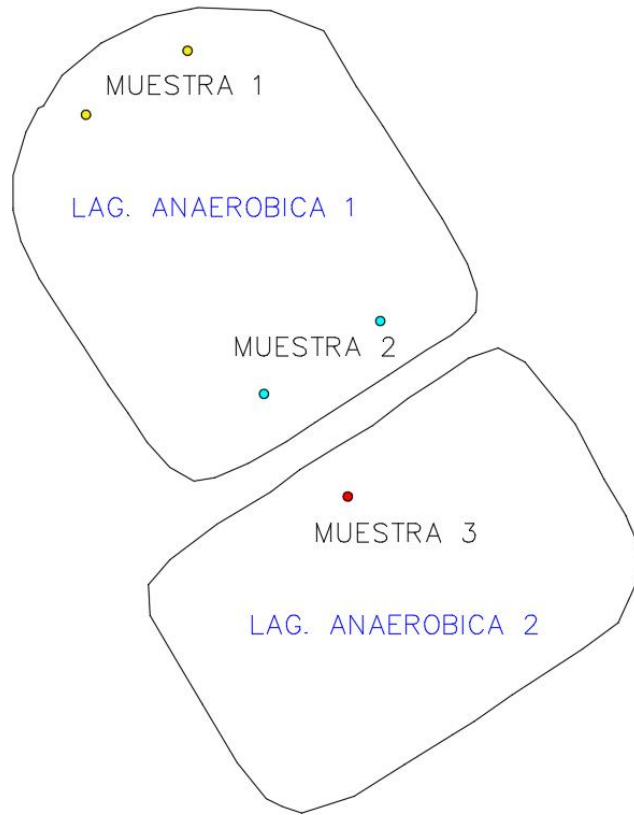 MUESTRA 1
LAG. ANAEROBICA 1
MUESTRA 2
MUESTRA 3
LAG. ANAEROBICA 2